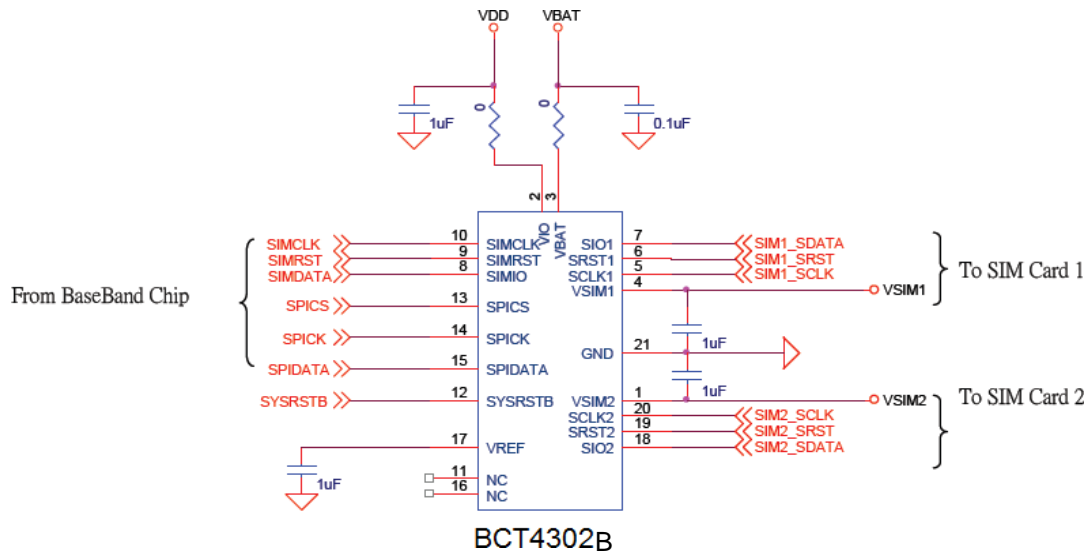 VDD VBAT
0 0
1uF 0.1uF
2 3
VIO VBAT
From BaseBand Chip
SIMCLK 10 SIMCLK
SIMRST 9 SIMRST
SIMDATA 8 SIMIO
SPICS 13 SPICS
SPICK 14 SPICK
SPIDATA 15 SPIDATA
SYSRSTB 12 SYSRSTB
17 VREF
1uF
11 NC
16 NC
SIO1 7 SIM1_SDATA
SRST1 6 SIM1_SRST
SCLK1 5 SIM1_SCLK
VSIM1 4 VSIM1
To SIM Card 1
1uF
GND 21
1uF
VSIM2 1 VSIM2
SCLK2 20 SIM2_SCLK
SRST2 19 SIM2_SRST
SIO2 18 SIM2_SDATA
To SIM Card 2
BCT4302B